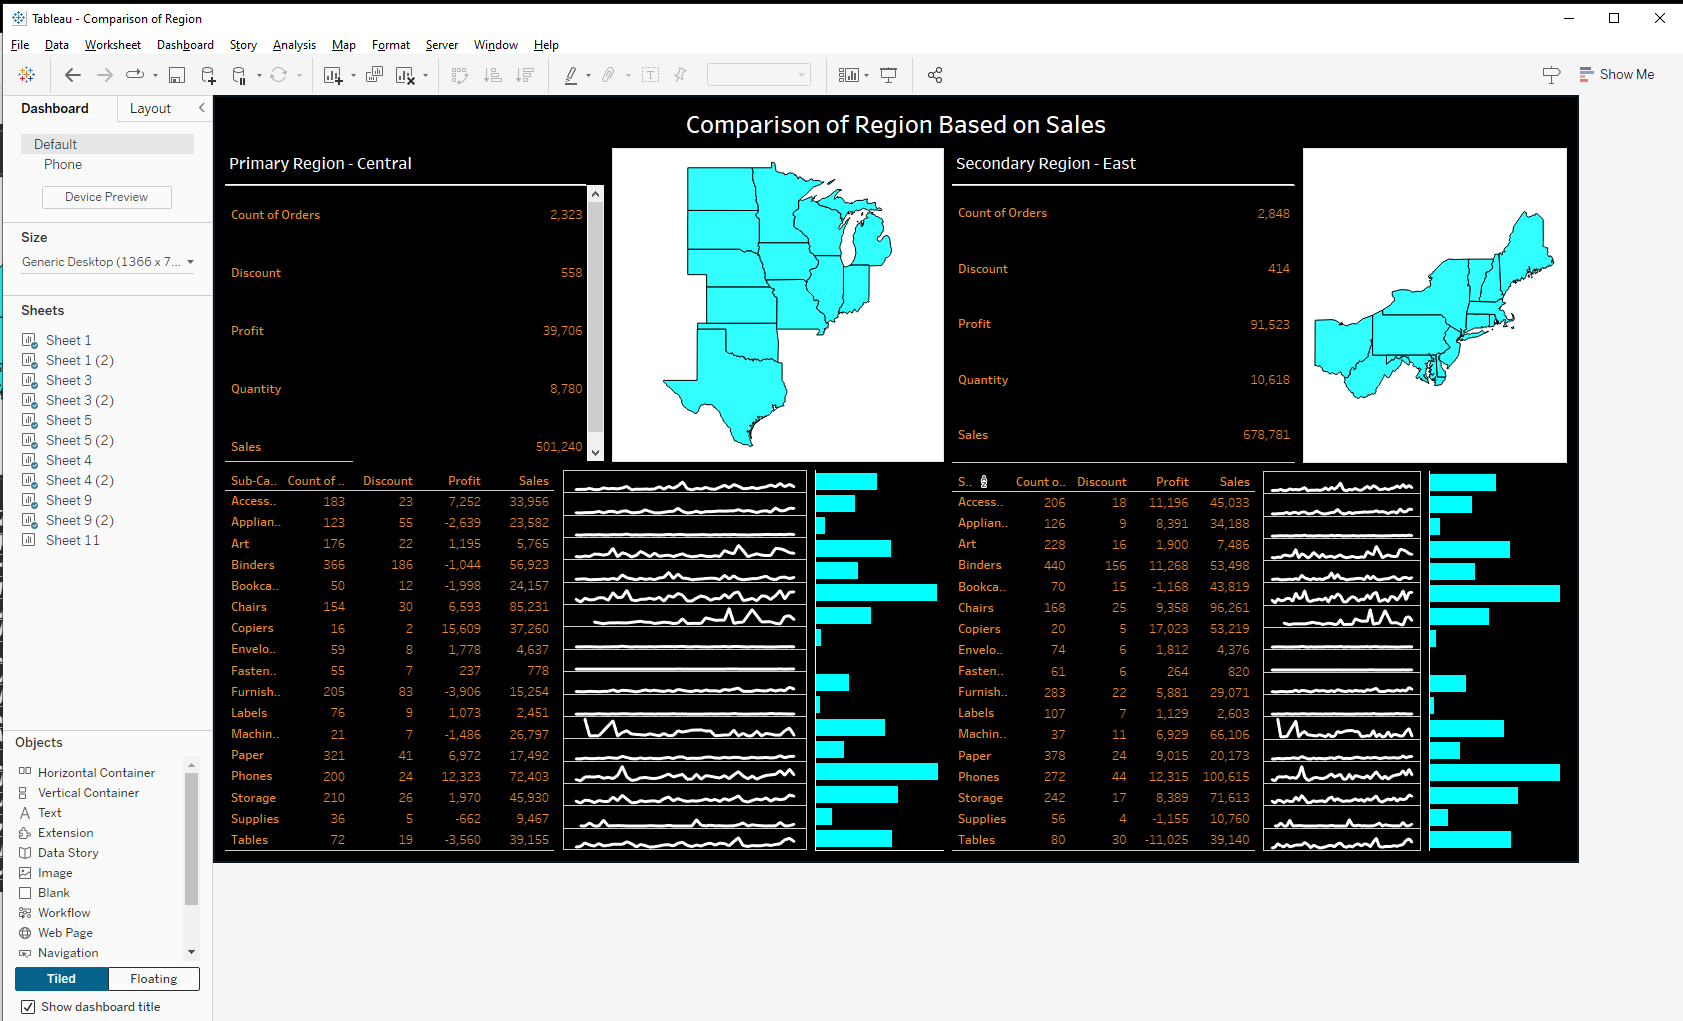 Tableau - Comparison of Region
File Data Worksheet Dashboard Story Analysis Map Format Server Window Help
Show Me
Dashboard Layout
Default
Phone
Device Preview
Size
Generic Desktop (1366 x 7...
Sheets
Sheet 1
Sheet 1 (2)
Sheet 3
Sheet 3 (2)
Sheet 5
Sheet 5 (2)
Sheet 4
Sheet 4 (2)
Sheet 9
Sheet 9 (2)
Sheet 11
Objects
Horizontal Container
Vertical Container
Text
Extension
Data Story
Image
Blank
Workflow
Web Page
Navigation
Tiled Floating
Show dashboard title
Comparison of Region Based on Sales
Primary Region - Central
Count of Orders 2,323
Discount 558
Profit 39,706
Quantity 8,780
Sales 501,240
Secondary Region - East
Count of Orders 2,848
Discount 414
Profit 91,523
Quantity 10,618
Sales 678,781
Sub-Ca.. Count of .. Discount Profit Sales
Access.. 183 23 7,252 33,956
Applian.. 123 55 -2,639 23,582
Art 176 22 1,195 5,765
Binders 366 186 -1,044 56,923
Bookca.. 50 12 -1,998 24,157
Chairs 154 30 6,593 85,231
Copiers 16 2 15,609 37,260
Envelo.. 59 8 1,778 4,637
Fasten.. 55 7 237 778
Furnish.. 205 83 -3,906 15,254
Labels 76 9 1,073 2,451
Machin.. 21 7 -1,486 26,797
Paper 321 41 6,972 17,492
Phones 200 24 12,323 72,403
Storage 210 26 1,970 45,930
Supplies 36 5 -662 9,467
Tables 72 19 -3,560 39,155
S.. Count o.. Discount Profit Sales
Access.. 206 18 11,196 45,033
Applian.. 126 9 8,391 34,188
Art 228 16 1,900 7,486
Binders 440 156 11,268 53,498
Bookca.. 70 15 -1,168 43,819
Chairs 168 25 9,358 96,261
Copiers 20 5 17,023 53,219
Envelo.. 74 6 1,812 4,376
Fasten.. 61 6 264 820
Furnish.. 283 22 5,881 29,071
Labels 107 7 1,129 2,603
Machin.. 37 11 6,929 66,106
Paper 378 24 9,015 20,173
Phones 272 44 12,315 100,615
Storage 242 17 8,389 71,613
Supplies 56 4 -1,155 10,760
Tables 80 30 -11,025 39,140